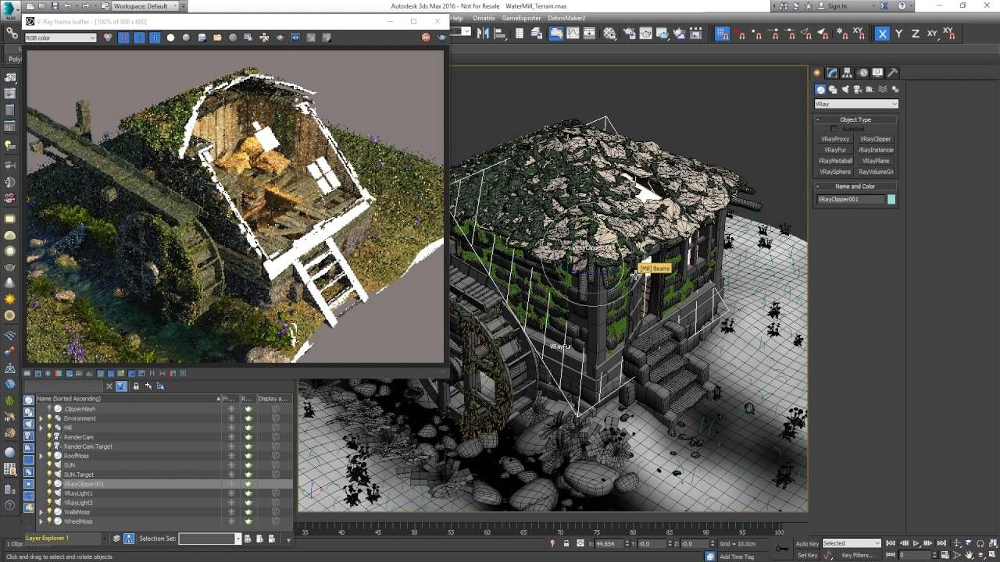 Workspace: Default
Autodesk 3ds Max 2016 - Not for Resale WaterMill_Terrain.max
Sign In
MAX
V-Ray frame buffer - [100% of 800 x 600]
Help Ornatrix GameExporter DebrisMaker2
RGB color
X Y Z XY XY
Poly
VRay
Object Type
AutoGrid
VRayProxy VRayClipper
VRayFur VRayInstancer
VRayMetaball VRayPlane
VRaySphere RayVolumeGri
Name and Color
VRayClipper001
[Mill] Beams
VRayFur
Name (Sorted Ascending) Fr... R... Display a...
ClipperMesh
Environment
Mill
RenderCam
RenderCam.Target
RoofMoss
SUN
SUN.Target
VRayClipper001
VRayLight1
VRayLight3
WallsMoss
WheelMoss
Layer Explorer 1
Selection Set:
35 40 45 50 55 60 65 70 75 80 85 90 95 100
1 Obje
X: 44.654 Y: -0.0 Z: -0.0 Grid = 10.0cm
Auto Key Selected
Click and drag to select and rotate objects
Add Time Tag
Set Key Key Filters... 0